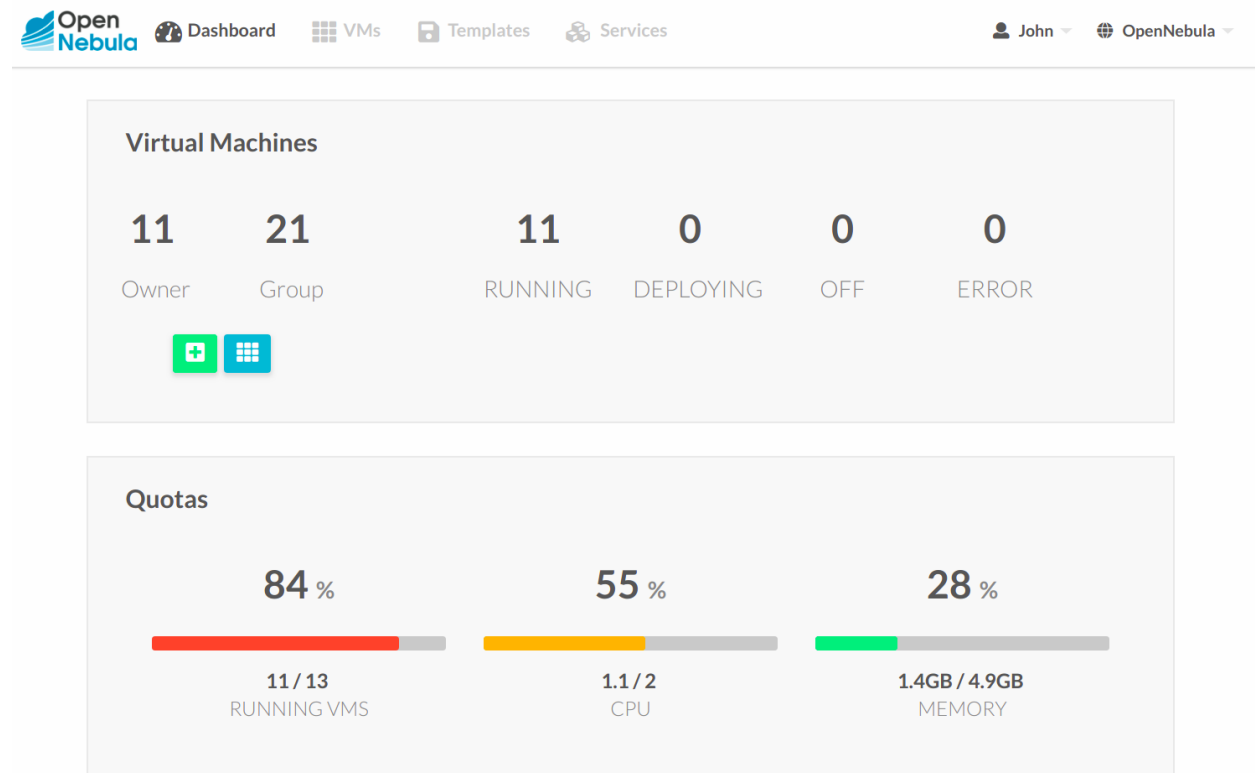 Open
Nebula
Dashboard VMs Templates Services John OpenNebula
Virtual Machines
11 21 11 0 0 0
Owner Group RUNNING DEPLOYING OFF ERROR
Quotas
84 % 55 % 28 %
11 / 13 1.1 / 2 1.4GB / 4.9GB
RUNNING VMS CPU MEMORY